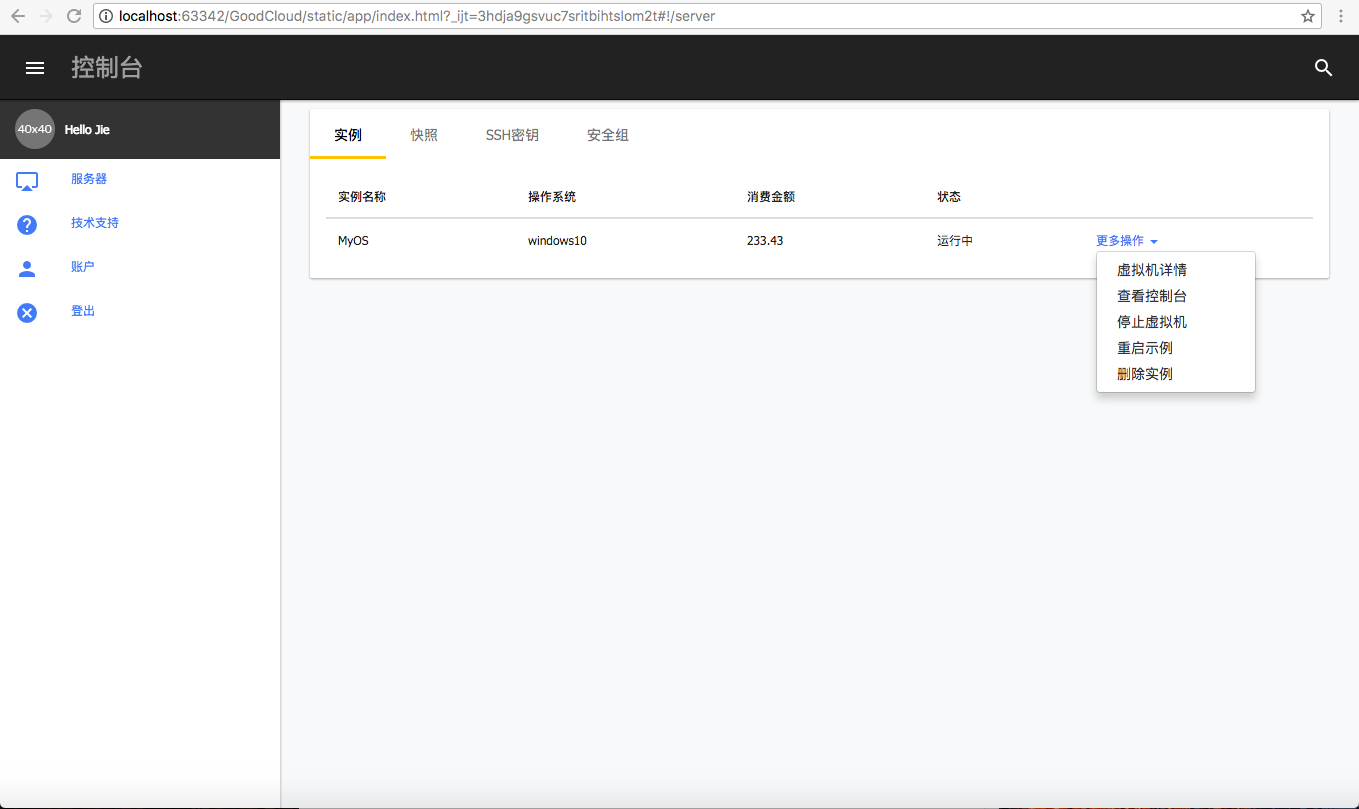 localhost:63342/GoodCloud/static/app/index.html?_ijt=3hdja9gsvuc7sritbihtslom2t#!/server
控制台
40x40 Hello Jie
服务器
技术支持
账户
登出
实例 快照 SSH密钥 安全组
实例名称 操作系统 消费金额 状态
MyOS windows10 233.43 运行中 更多操作
虚拟机详情
查看控制台
停止虚拟机
重启示例
删除实例